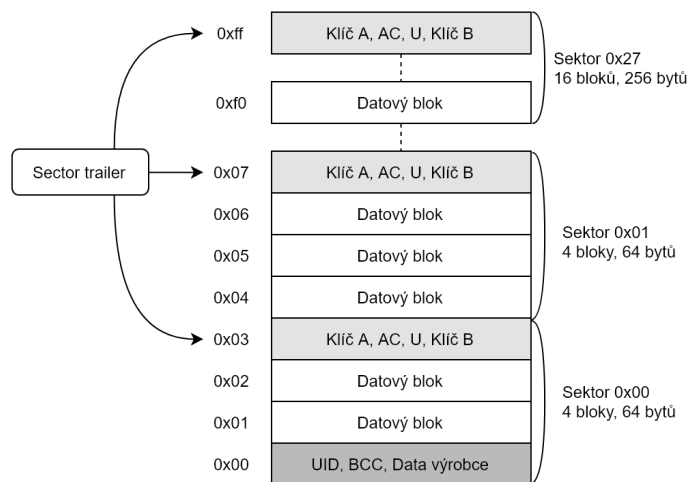 0xff
Klíč A, AC, U, Klíč B
Sektor 0x27
16 bloků, 256 bytů
0xf0
Datový blok
Sector trailer
0x07
Klíč A, AC, U, Klíč B
0x06
Datový blok
Sektor 0x01
4 bloky, 64 bytů
0x05
Datový blok
0x04
Datový blok
0x03
Klíč A, AC, U, Klíč B
0x02
Datový blok
Sektor 0x00
4 bloky, 64 bytů
0x01
Datový blok
0x00
UID, BCC, Data výrobce